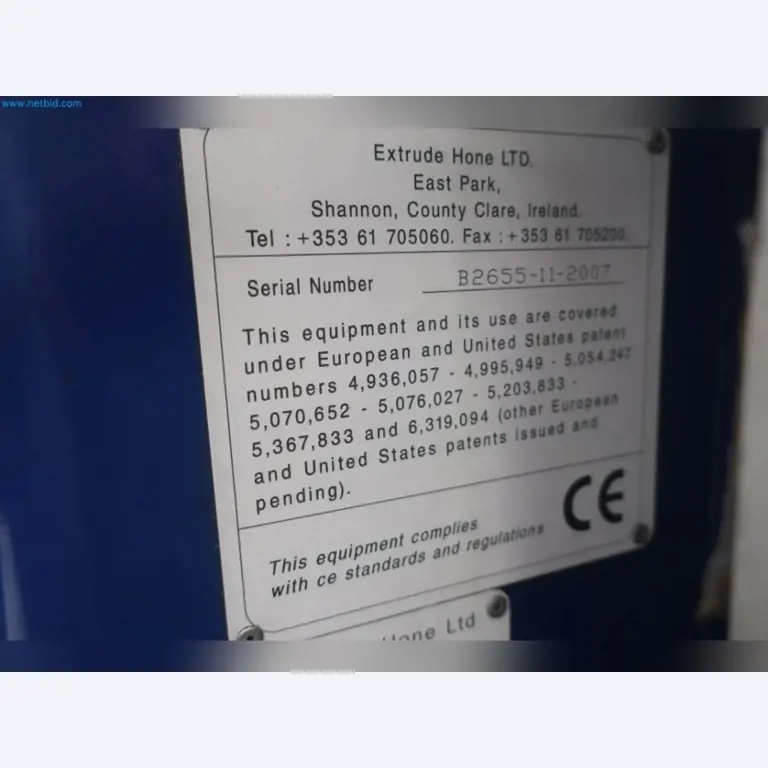 www.netbid.com
Extrude Hone LTD.
East Park,
Shannon, County Clare, Ireland.
Tel : +353 61 705060. Fax : +353 61 705200.
Serial Number B2655-11-2007
This equipment and its use are covered
under European and United States patent
numbers 4,936,057 - 4,995,949 - 5.054.247
5,070,652 - 5,076,027 - 5,203,833 -
5,367,833 and 6,319,094 (other European
and United States patents issued and
pending).
CE
This equipment complies
with ce standards and regulations
Hone Ltd